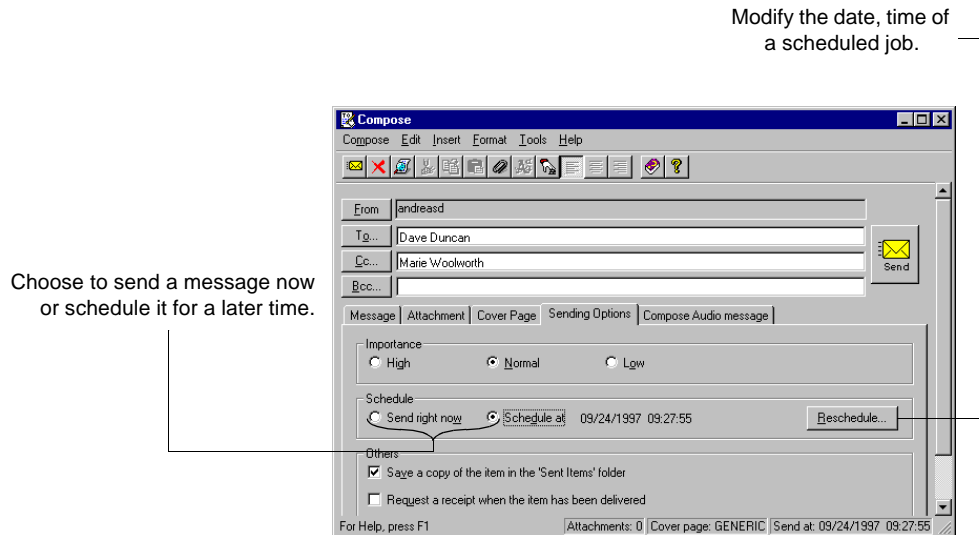 Modify the date, time of
a scheduled job.
Compose
Compose Edit Insert Format Tools Help
From andreasd
To... Dave Duncan
Send
Cc... Marie Woolworth
Bcc...
Choose to send a message now
or schedule it for a later time.
Message Attachment Cover Page Sending Options Compose Audio message
Importance
High Normal Low
Schedule
Send right now Schedule at 09/24/1997 09:27:55 Reschedule...
Others
Save a copy of the item in the 'Sent Items' folder
Request a receipt when the item has been delivered
For Help, press F1 Attachments: 0 Cover page: GENERIC Send at: 09/24/1997 09:27:55